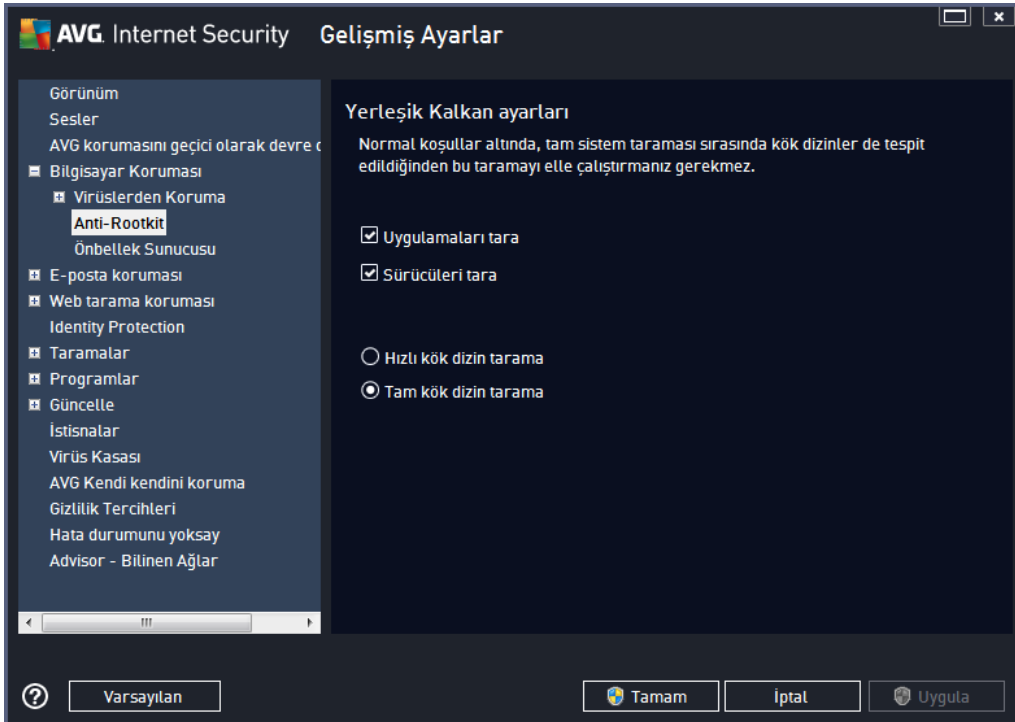 AVG. Internet Security Gelişmiş Ayarlar
Görünüm
Sesler
AVG korumasını geçici olarak devre
Bilgisayar Koruması
Virüslerden Koruma
Anti-Rootkit
Önbellek Sunucusu
E-posta koruması
Web tarama koruması
Identity Protection
Taramalar
Programlar
Güncelle
İstisnalar
Virüs Kasası
AVG Kendi kendini koruma
Gizlilik Tercihleri
Hata durumunu yoksay
Advisor - Bilinen Ağlar
Yerleşik Kalkan ayarları
Normal koşullar altında, tam sistem taraması sırasında kök dizinler de tespit
edildiğinden bu taramayı elle çalıştırmanız gerekmez.
Uygulamaları tara
Sürücüleri tara
Hızlı kök dizin tarama
Tam kök dizin tarama
Varsayılan
Tamam
İptal
Uygula